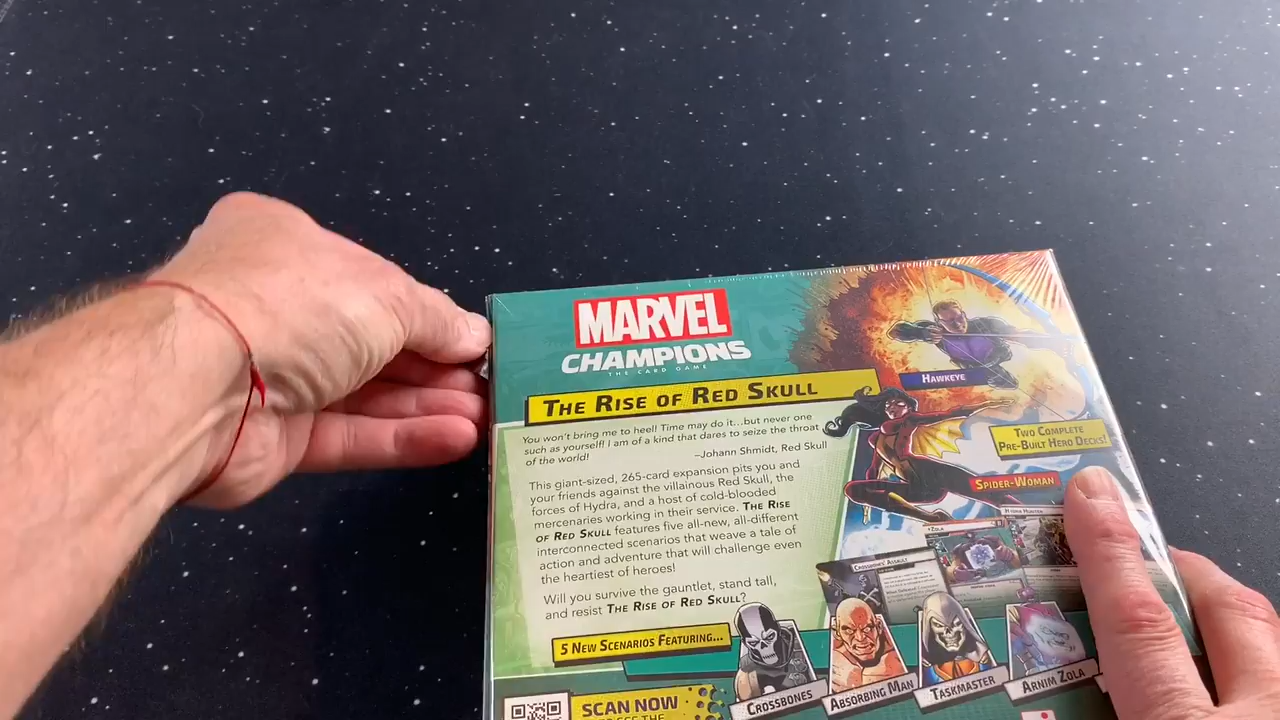 MARVEL
CHAMPIONS
THE CARD GAME
THE RISE OF RED SKULL
You won't bring me to heel! Time may do it...but never one
such as yourself! I am of a kind that dares to seize the throat
of the world!
–Johann Shmidt, Red Skull
This giant-sized, 265-card expansion pits you and
your friends against the villainous Red Skull, the
forces of Hydra, and a host of cold-blooded
mercenaries working in their service. THE RISE
OF RED SKULL features five all-new, all-different
interconnected scenarios that weave a tale of
action and adventure that will challenge even
the heartiest of heroes!
Will you survive the gauntlet, stand tall,
and resist THE RISE OF RED SKULL?
HAWKEYE
TWO COMPLETE
PRE-BUILT HERO DECKS!
SPIDER-WOMAN
HYDRA HUNTER
ZOLA
CROSSBONES' ASSAULT
5 NEW SCENARIOS FEATURING...
CROSSBONES
ABSORBING MAN
TASKMASTER
ARNIM ZOLA
SCAN NOW